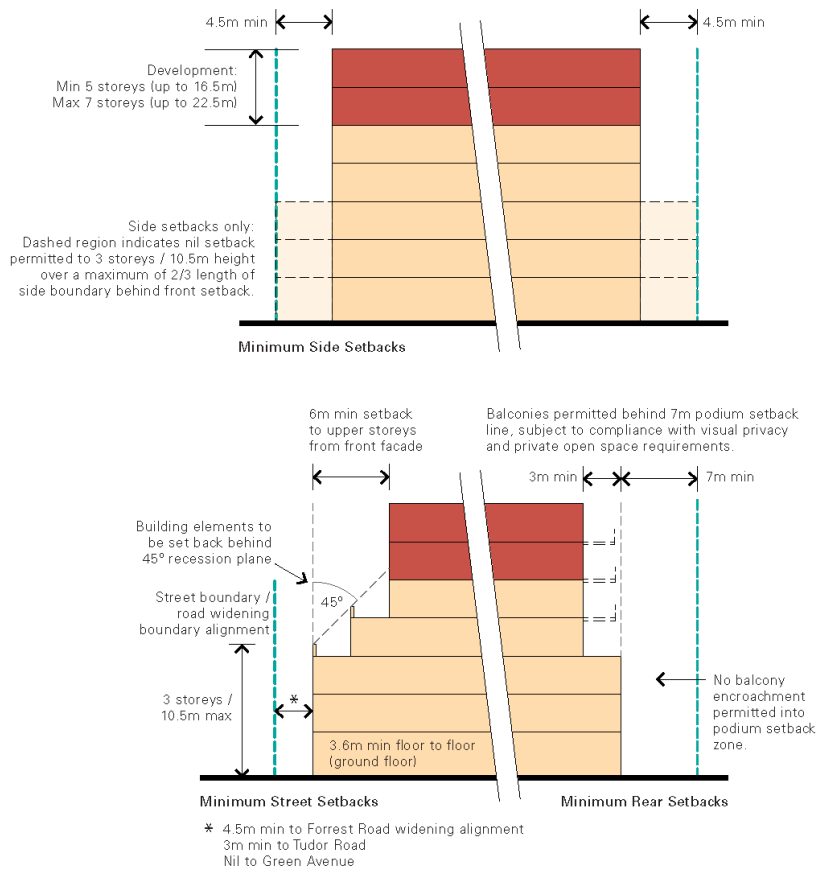 4.5m min
4.5m min
Development:
Min 5 storeys (up to 16.5m)
Max 7 storeys (up to 22.5m)
Side setbacks only:
Dashed region indicates nil setback
permitted to 3 storeys / 10.5m height
over a maximum of 2/3 length of
side boundary behind front setback.
Minimum Side Setbacks
6m min setback
to upper storeys
from front facade
Balconies permitted behind 7m podium setback
line, subject to compliance with visual privacy
and private open space requirements.
3m min
7m min
Building elements to
be set back behind
45° recession plane
45°
Street boundary /
road widening
boundary alignment
3 storeys /
10.5m max
*
No balcony
encroachment
permitted into
podium setback
zone.
3.6m min floor to floor
(ground floor)
Minimum Street Setbacks
Minimum Rear Setbacks
* 4.5m min to Forrest Road widening alignment
3m min to Tudor Road
Nil to Green Avenue